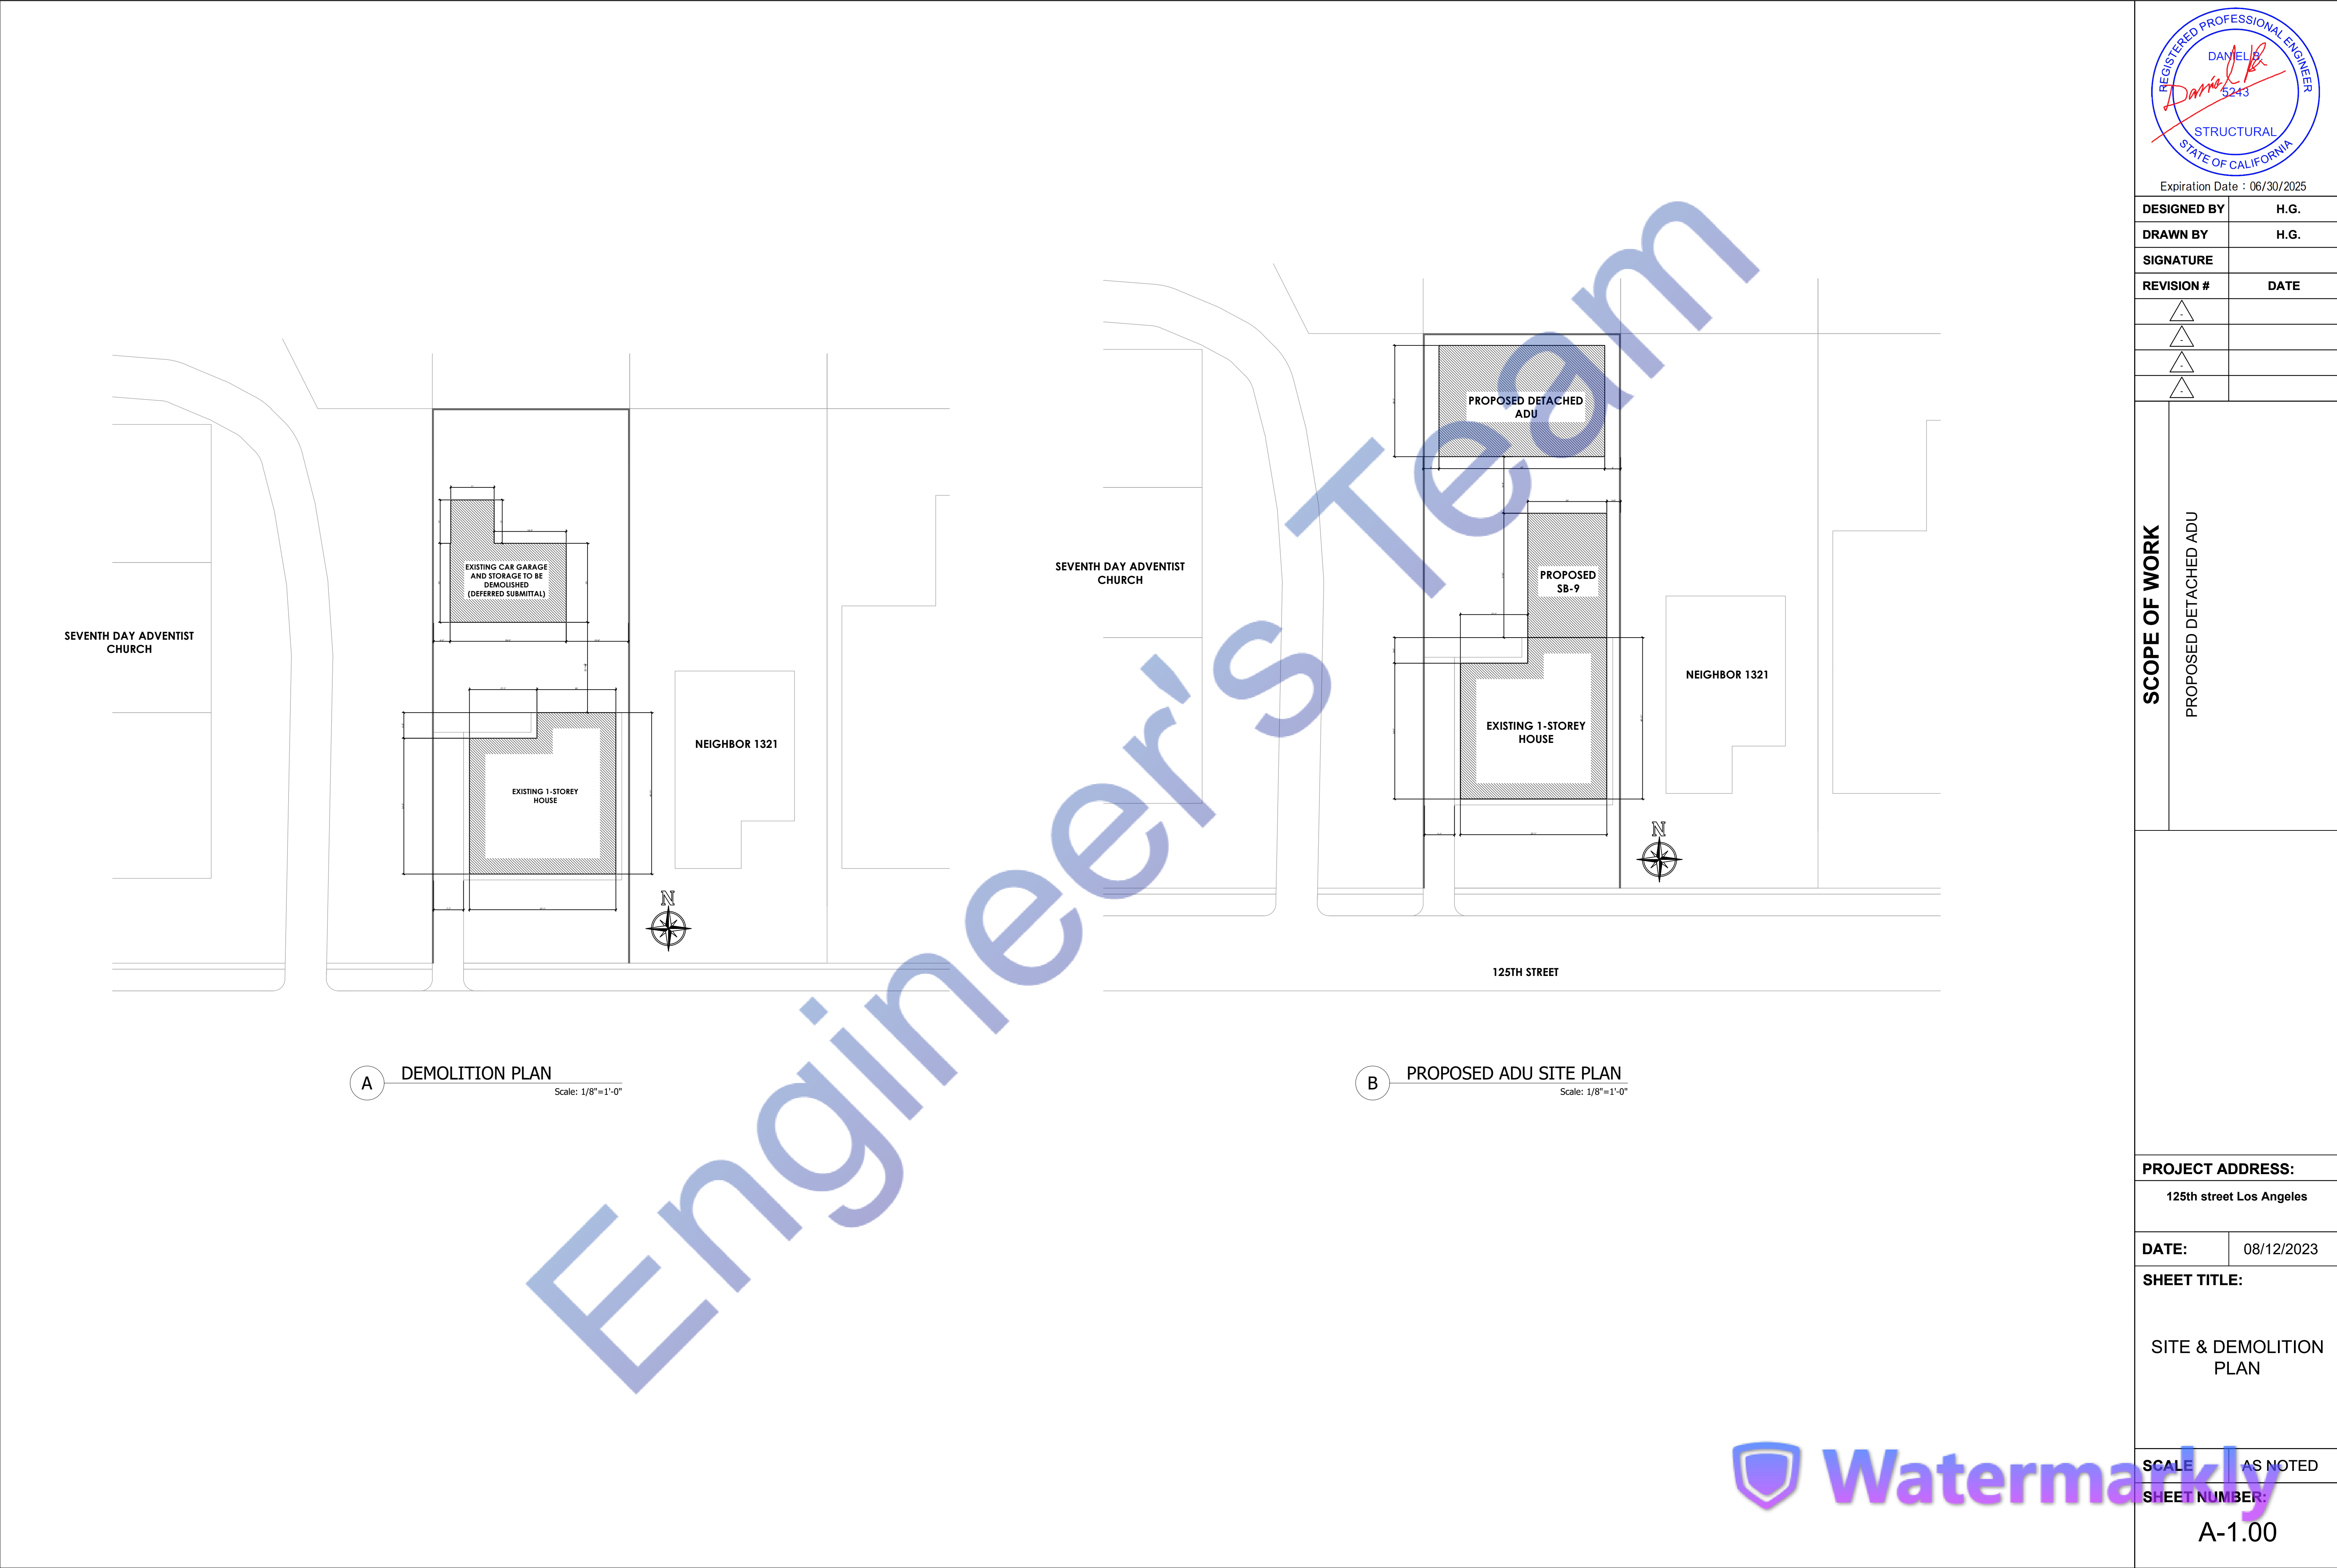 SEVENTH DAY ADVENTIST
CHURCH
EXISTING CAR GARAGE
AND STORAGE TO BE
DEMOLISHED
(DEFERRED SUBMITTAL)
EXISTING 1-STOREY
HOUSE
NEIGHBOR 1321
N
A
DEMOLITION PLAN
Scale: 1/8"=1'-0"
SEVENTH DAY ADVENTIST
CHURCH
PROPOSED DETACHED
ADU
PROPOSED
SB-9
EXISTING 1-STOREY
HOUSE
NEIGHBOR 1321
N
125TH STREET
B
PROPOSED ADU SITE PLAN
Scale: 1/8"=1'-0"
Engineer's Team
REGISTERED PROFESSIONAL ENGINEER
DANIEL B.
Daniel B
5243
STRUCTURAL
STATE OF CALIFORNIA
Expiration Date : 06/30/2025
DESIGNED BY H.G.
DRAWN BY H.G.
SIGNATURE
REVISION # DATE
-
-
-
-
SCOPE OF WORK
PROPOSED DETACHED ADU
PROJECT ADDRESS:
125th street Los Angeles
DATE: 08/12/2023
SHEET TITLE:
SITE & DEMOLITION
PLAN
SCALE AS NOTED
SHEET NUMBER:
A-1.00
Watermarkly